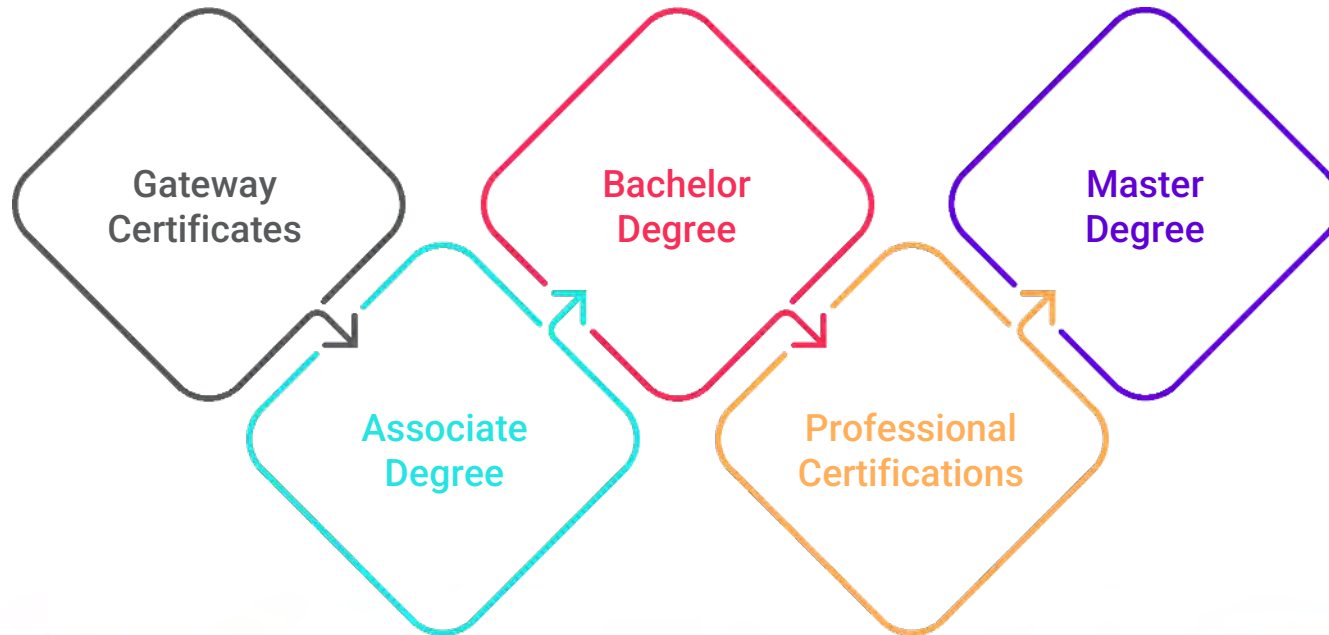 Gateway
Certificates
Associate
Degree
Bachelor
Degree
Professional
Certifications
Master
Degree